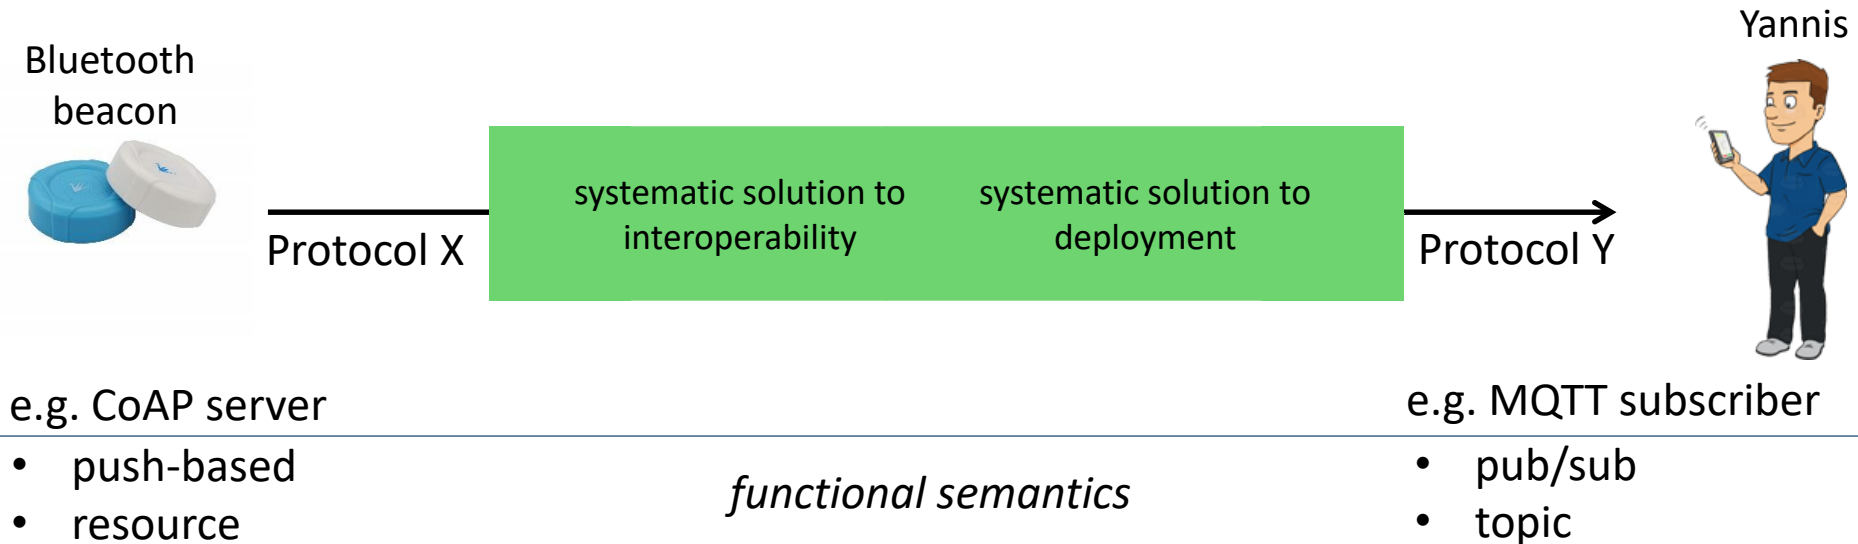 Yannis
Bluetooth
beacon
systematic solution to
interoperability
systematic solution to
deployment
Protocol X
Protocol Y
e.g. CoAP server
e.g. MQTT subscriber
• push-based
• resource
functional semantics
• pub/sub
• topic